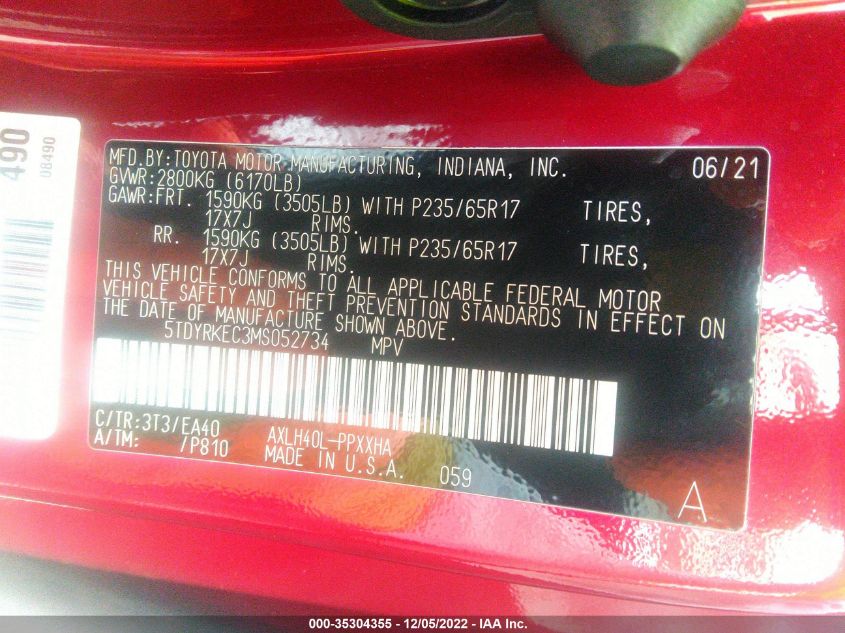 490
08490
MFD.BY:TOYOTA MOTOR MANUFACTURING, INDIANA, INC. 06/21
GVWR:2800KG (6170LB)
GAWR:FRT. 1590KG (3505LB) WITH P235/65R17 TIRES,
17X7J RIMS.
RR. 1590KG (3505LB) WITH P235/65R17 TIRES,
17X7J RIMS.
THIS VEHICLE CONFORMS TO ALL APPLICABLE FEDERAL MOTOR
VEHICLE SAFETY AND THEFT PREVENTION STANDARDS IN EFFECT ON
THE DATE OF MANUFACTURE SHOWN ABOVE.
5TDYRKEC3MS052734 MPV
C/TR:3T3/EA40 AXLH40L-PPXXHA
A/TM: /P810 MADE IN U.S.A. 059
A
000-35304355 - 12/05/2022 - IAA Inc.